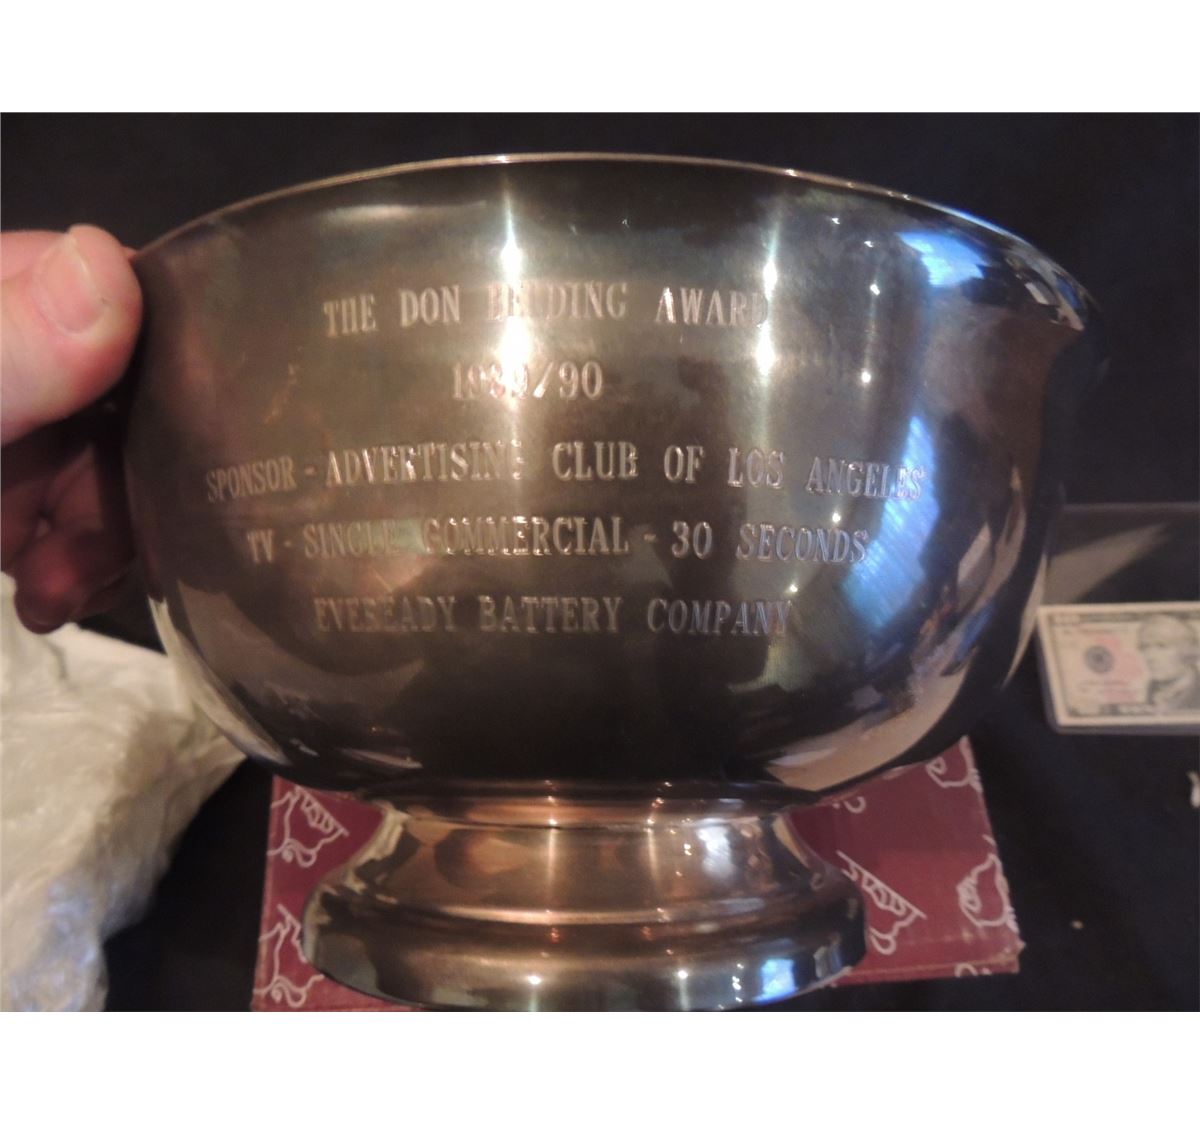 THE DON BELDING AWARD
1989/90
SPONSOR - ADVERTISING CLUB OF LOS ANGELES
TV - SINGLE COMMERCIAL - 30 SECONDS
EVEREADY BATTERY COMPANY